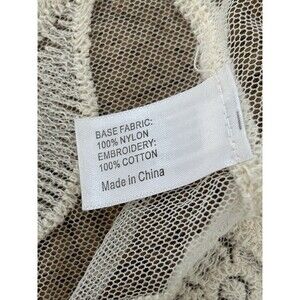 BASE FABRIC:
100% NYLON
EMBROIDERY:
100% COTTON
Made in China